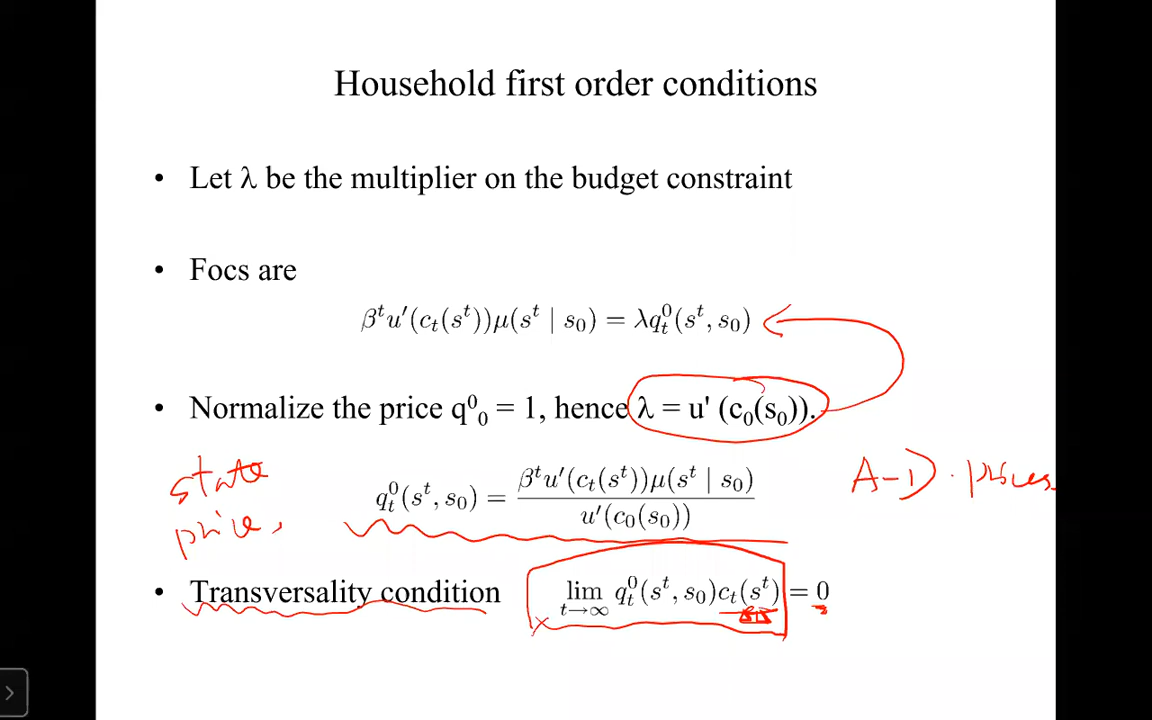 Household first order conditions
• Let λ be the multiplier on the budget constraint
• Focs are
β^t u'(c_t(s^t))μ(s^t | s_0) = λq_t^0(s^t, s_0)
• Normalize the price q^0_0 = 1, hence λ = u' (c_0(s_0)).
state
price,
q_t^0(s^t, s_0) = β^t u'(c_t(s^t))μ(s^t | s_0) / u'(c_0(s_0))
A-D. prices
• Transversality condition lim_{t→∞} q_t^0(s^t, s_0)c_t(s^t) = 0